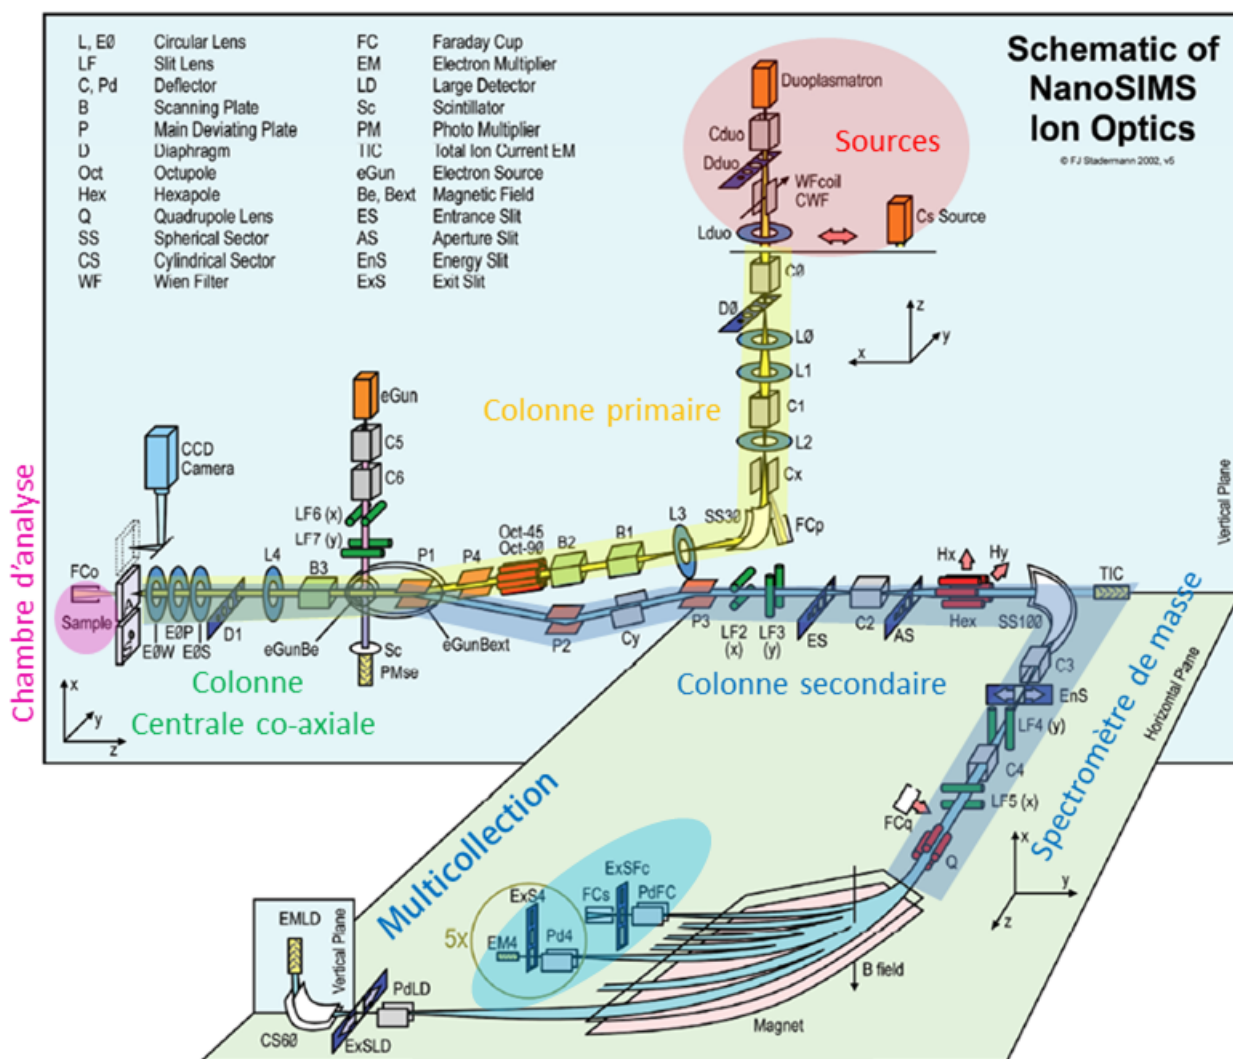 L, EØ Circular Lens FC Faraday Cup
LF Slit Lens EM Electron Multiplier
C, Pd Deflector LD Large Detector
B Scanning Plate Sc Scintillator
P Main Deviating Plate PM Photo Multiplier
D Diaphragm TIC Total Ion Current EM
Oct Octupole eGun Electron Source
Hex Hexapole Be, Bext Magnetic Field
Q Quadrupole Lens ES Entrance Slit
SS Spherical Sector AS Aperture Slit
CS Cylindrical Sector EnS Energy Slit
WF Wien Filter ExS Exit Slit
Schematic of
NanoSIMS
Ion Optics
© FJ Stadermann 2002, v5
Duoplasmatron
Cduo
Sources
Dduo
WFcoil
CWF
Cs Source
Lduo
CØ
DØ
z
y
x
LØ
L1
Colonne primaire
C1
L2
Cx
eGun
C5
C6
CCD
Camera
LF6 (x)
LF7 (y)
Chambre d'analyse
Vertical Plane
SS30
FCp
L3
B1
B2
Oct-45
Oct-90
P4
P1
B3
L4
FCo
Sample
EØW
EØP
EØS
D1
eGunBe
Sc
PMse
eGunBext
P2
Cy
P3
LF2
(x)
LF3
(y)
ES
C2
AS
Hx
Hy
Hex
SS100
TIC
Colonne
Centrale co-axiale
Colonne secondaire
x
y
z
C3
EnS
LF4 (y)
C4
LF5 (x)
FCq
Q
Spectromètre de masse
Horizontal Plane
x
y
z
Multicollection
ExSFc
FCs
PdFC
ExS4
5x
EM4
Pd4
B field
Magnet
EMLD
Vertical Plane
PdLD
CS60
ExSLD